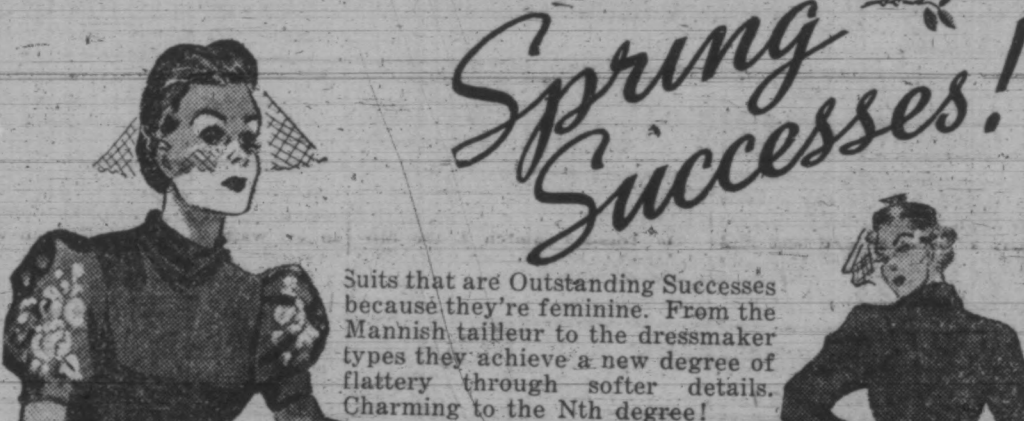 Spring
Successes!
Suits that are Outstanding Successes
because they're feminine. From the
Mannish tailleur to the dressmaker
types they achieve a new degree of
flattery through softer details.
Charming to the Nth degree!